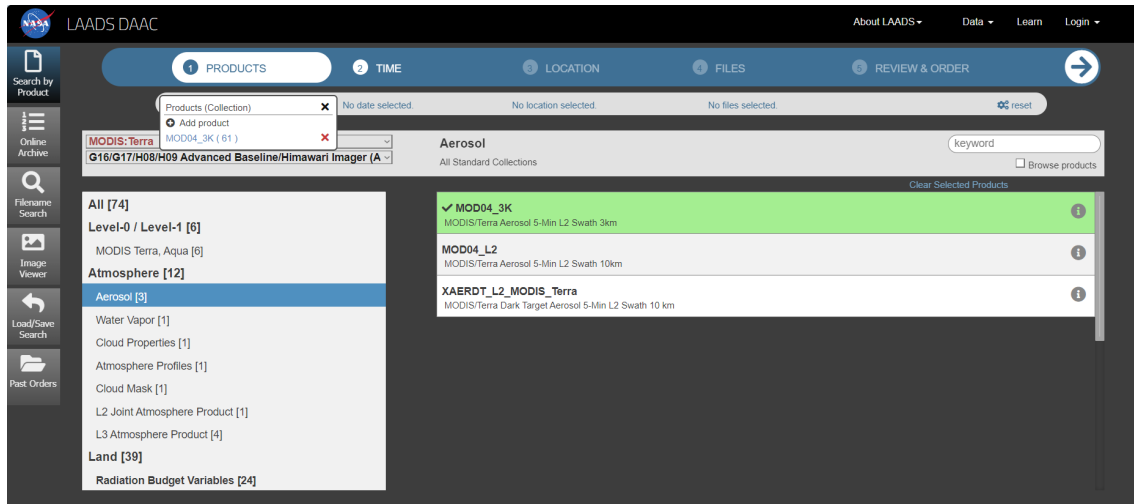 NASA
LAADS DAAC
About LAADS
Data
Learn
Login
Search by
Product
Online
Archive
Filename
Search
Image
Viewer
Load/Save
Search
Past Orders
1 PRODUCTS
2 TIME
3 LOCATION
4 FILES
5 REVIEW & ORDER
Products (Collection)
Add product
MOD04_3K ( 61 )
No date selected.
No location selected.
No files selected.
reset
MODIS:Terra
G16/G17/H08/H09 Advanced Baseline/Himawari Imager (A
Aerosol
All Standard Collections
keyword
Browse products
Clear Selected Products
All [74]
Level-0 / Level-1 [6]
MODIS Terra, Aqua [6]
Atmosphere [12]
Aerosol [3]
Water Vapor [1]
Cloud Properties [1]
Atmosphere Profiles [1]
Cloud Mask [1]
L2 Joint Atmosphere Product [1]
L3 Atmosphere Product [4]
Land [39]
Radiation Budget Variables [24]
MOD04_3K
MODIS/Terra Aerosol 5-Min L2 Swath 3km
MOD04_L2
MODIS/Terra Aerosol 5-Min L2 Swath 10km
XAERDT_L2_MODIS_Terra
MODIS/Terra Dark Target Aerosol 5-Min L2 Swath 10 km